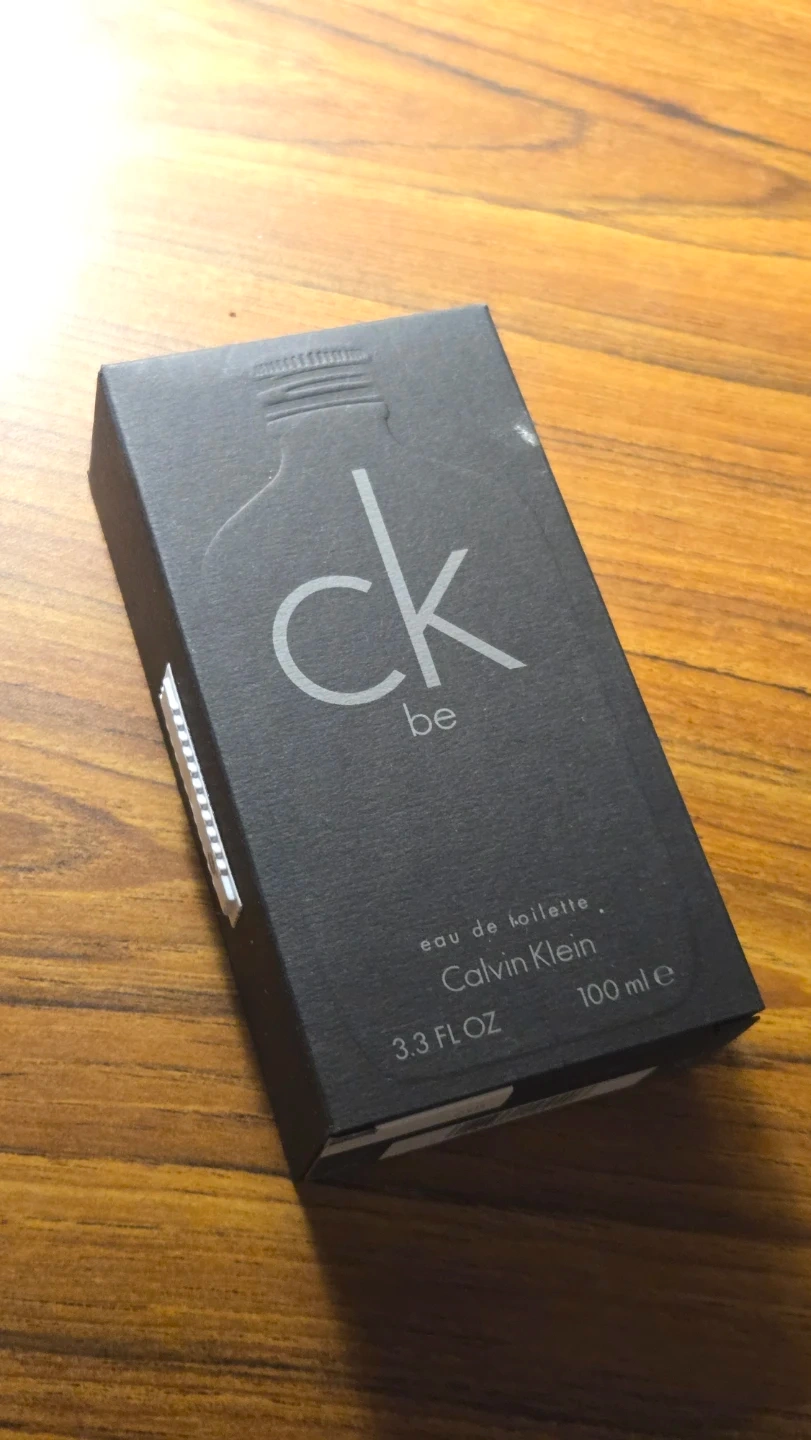 ck
be
eau de toilette
Calvin Klein
3.3 FL OZ 100 ml e